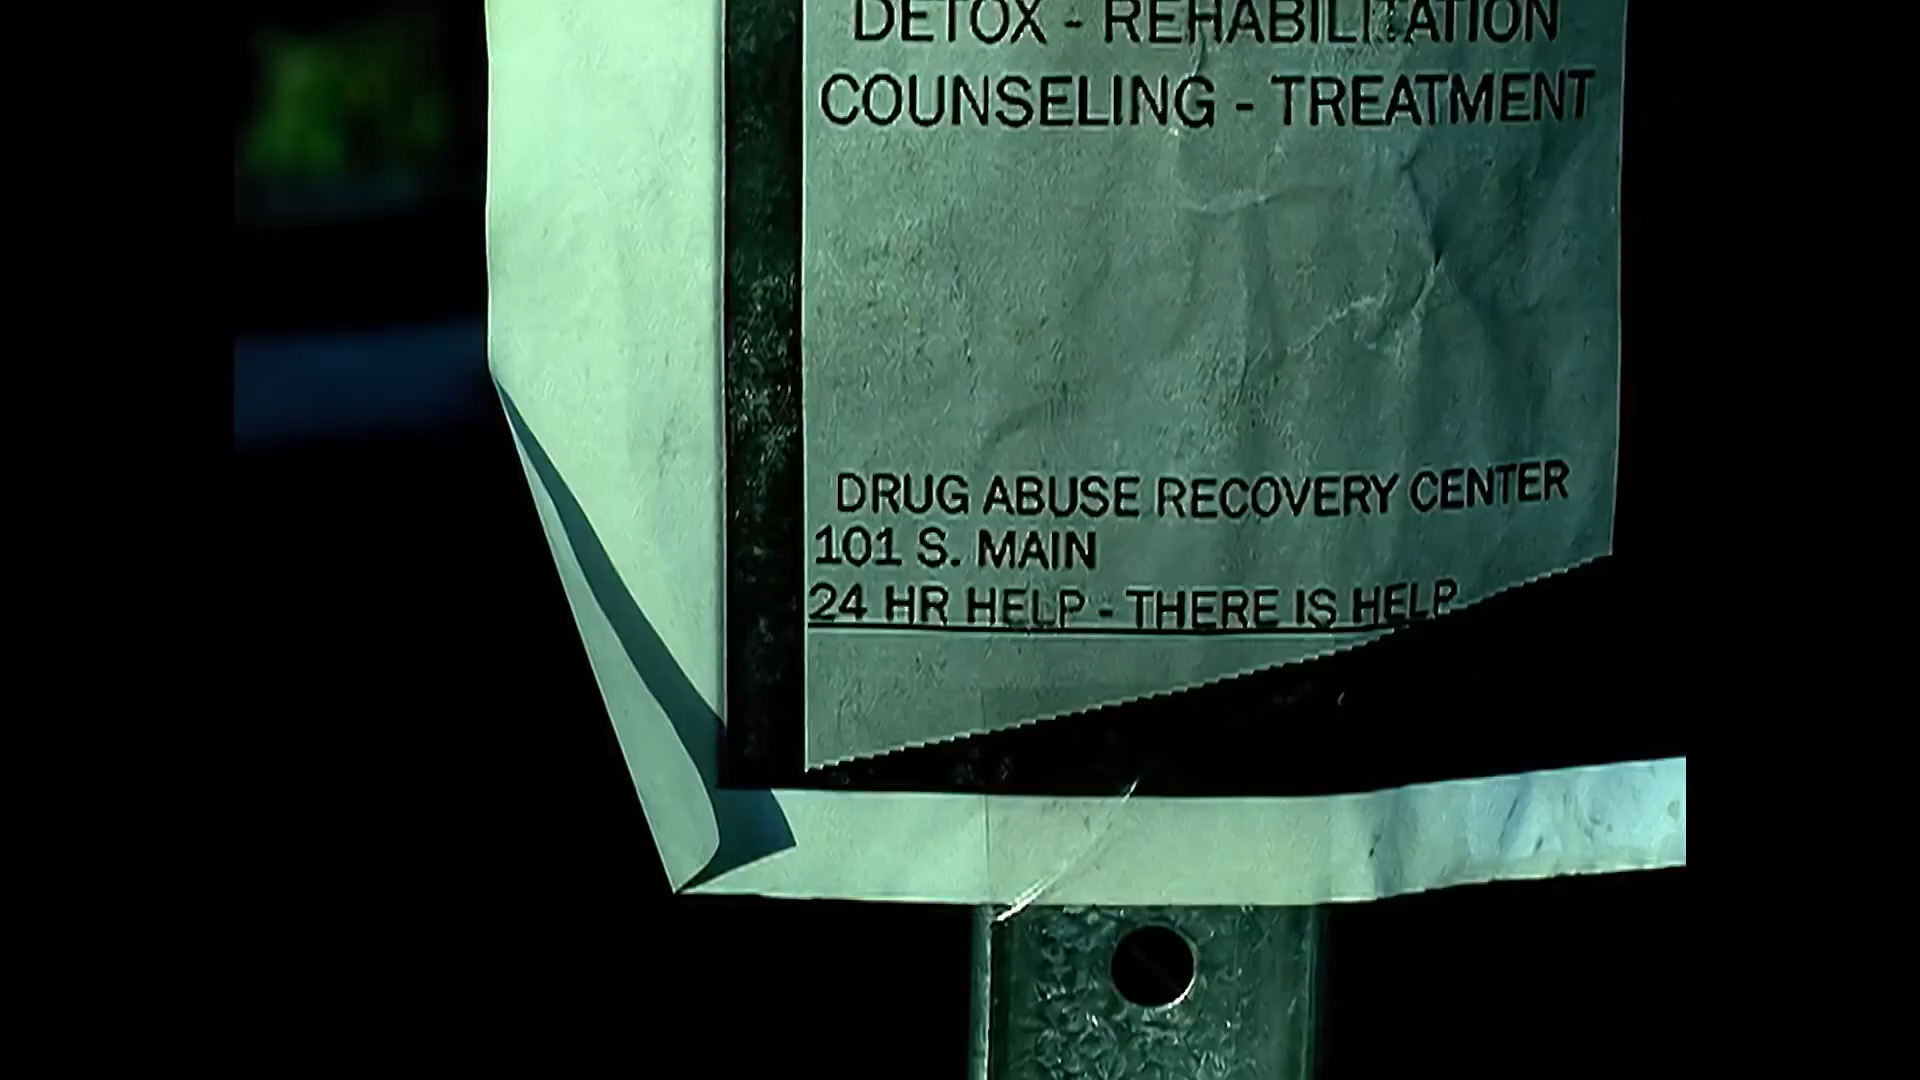 DETOX - REHABILITATION
COUNSELING - TREATMENT
DRUG ABUSE RECOVERY CENTER
101 S. MAIN
24 HR HELP - THERE IS HELP